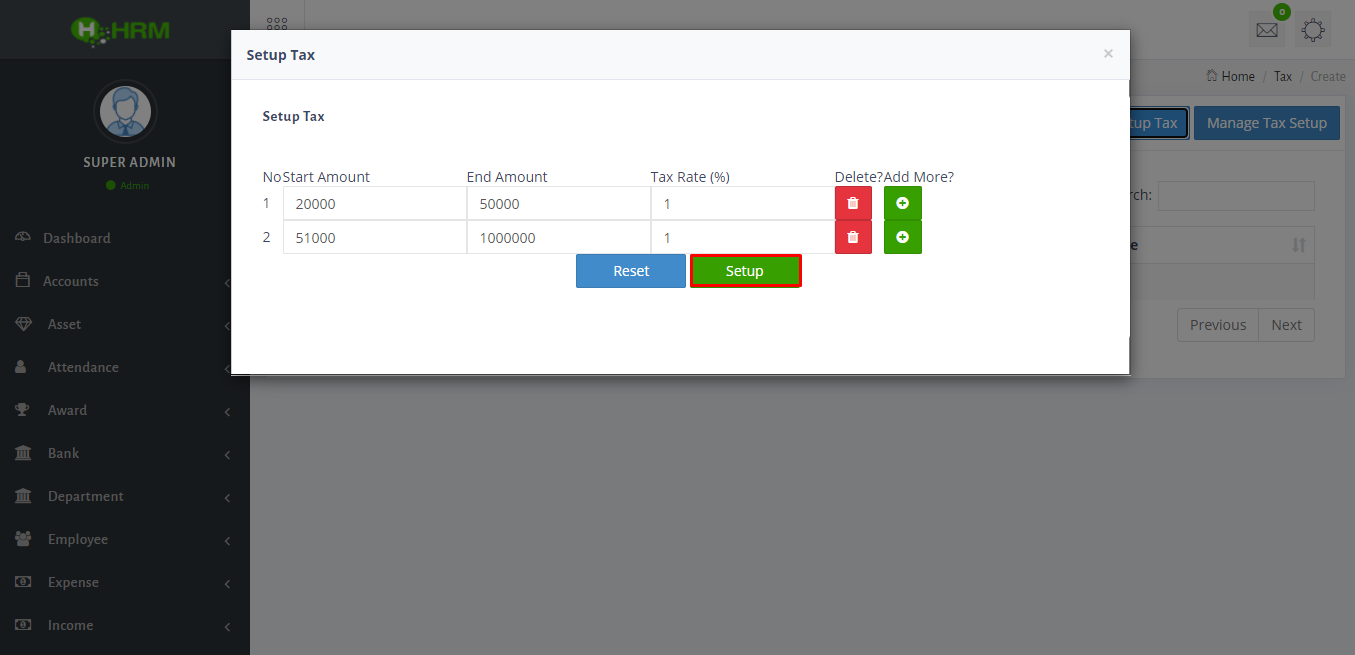 HRM
0
Setup Tax
×
Home / Tax / Create
Setup Tax
tup Tax
Manage Tax Setup
SUPER ADMIN
Admin
No Start Amount End Amount Tax Rate (%) Delete? Add More?
rch:
1 20000 50000 1
2 51000 1000000 1
Reset Setup
e
Previous Next
Dashboard
Accounts
Asset
Attendance
Award
Bank
Department
Employee
Expense
Income